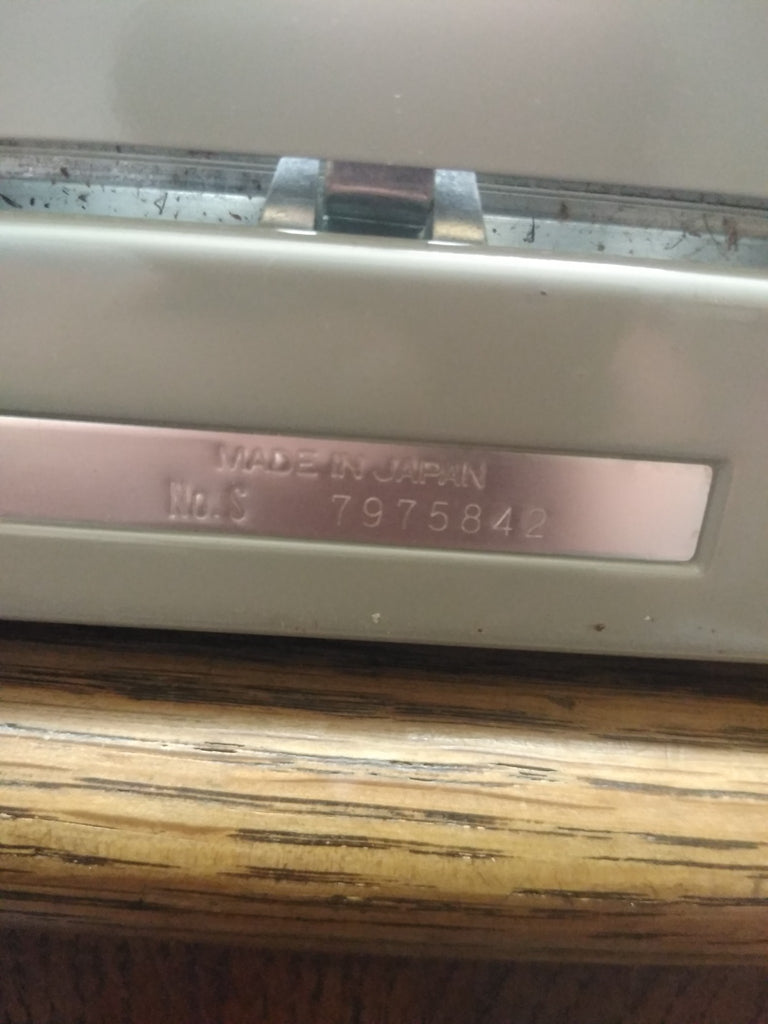 MADE IN JAPAN
No. S 7975842